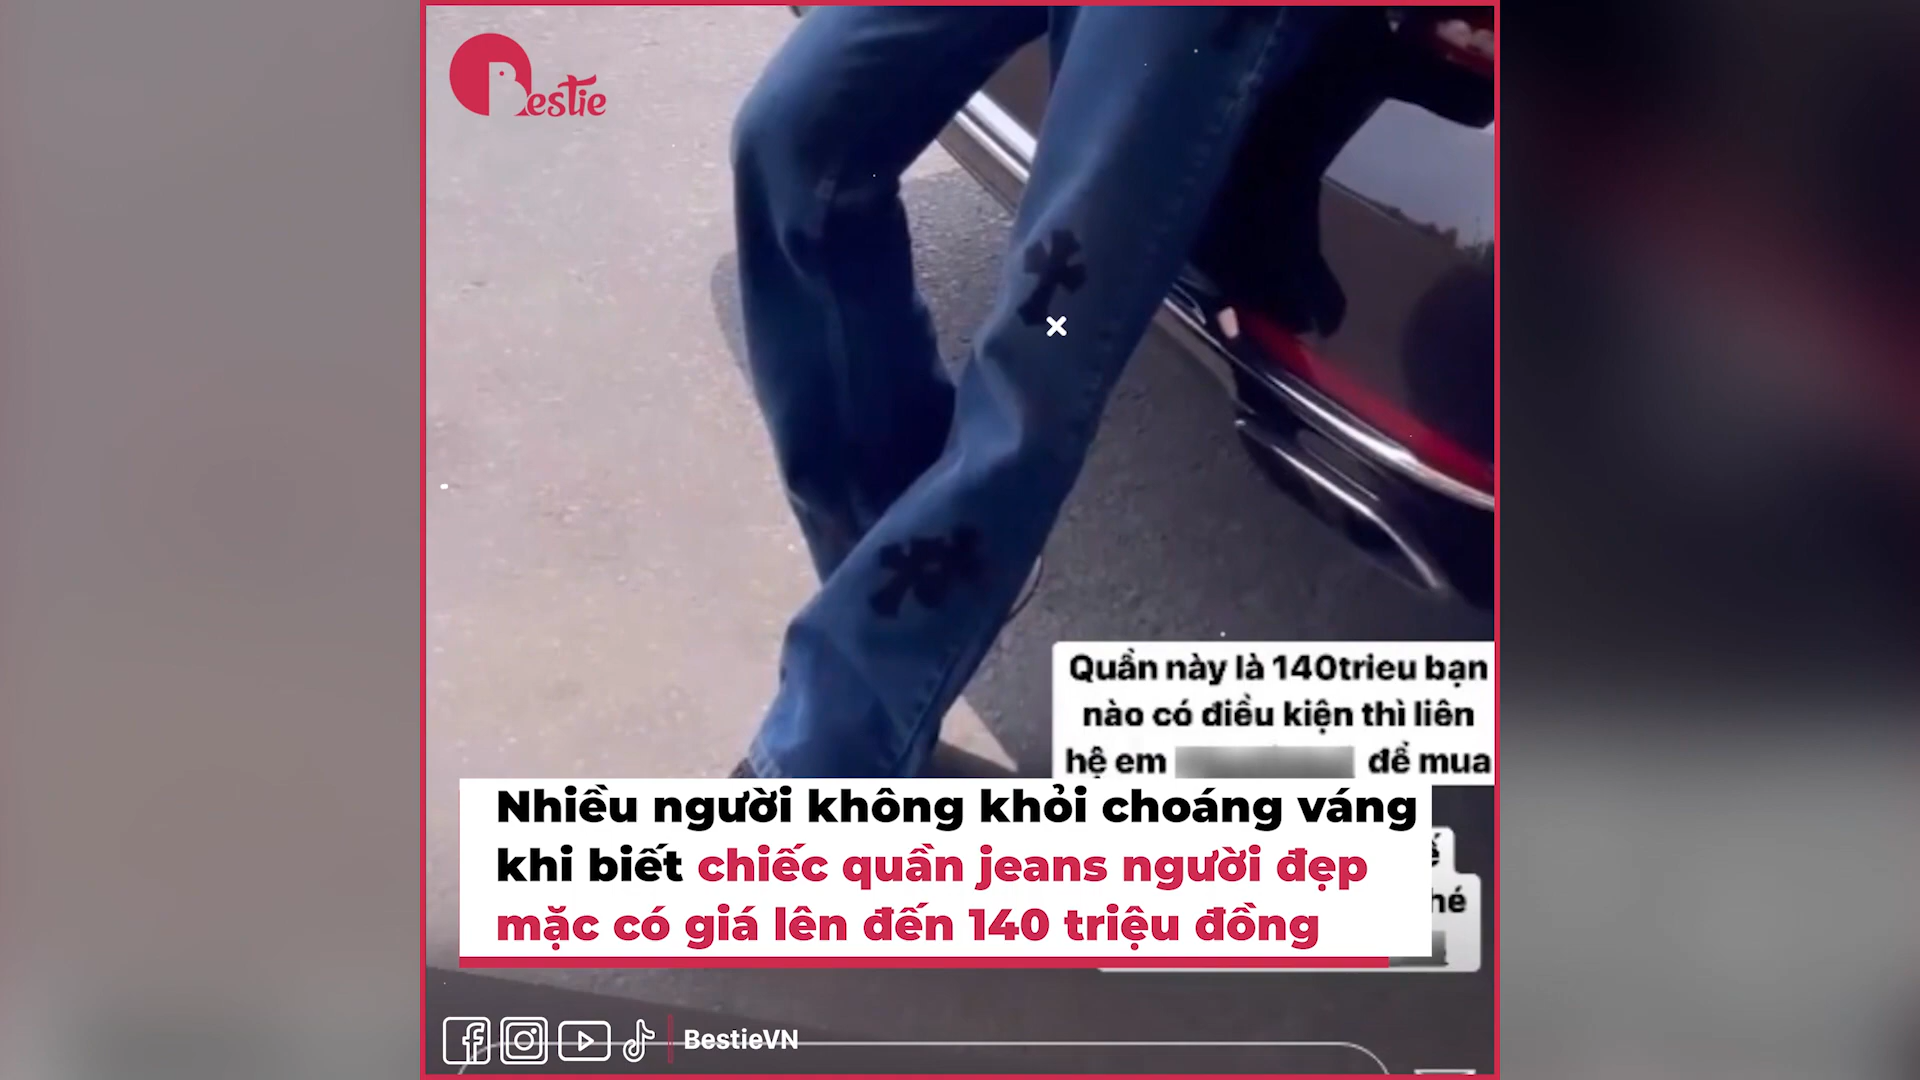 Bestie
Quần này là 140trieu bạn
nào có điều kiện thì liên
hệ em để mua
Nhiều người không khỏi choáng váng
khi biết chiếc quần jeans người đẹp
mặc có giá lên đến 140 triệu đồng
BestieVN